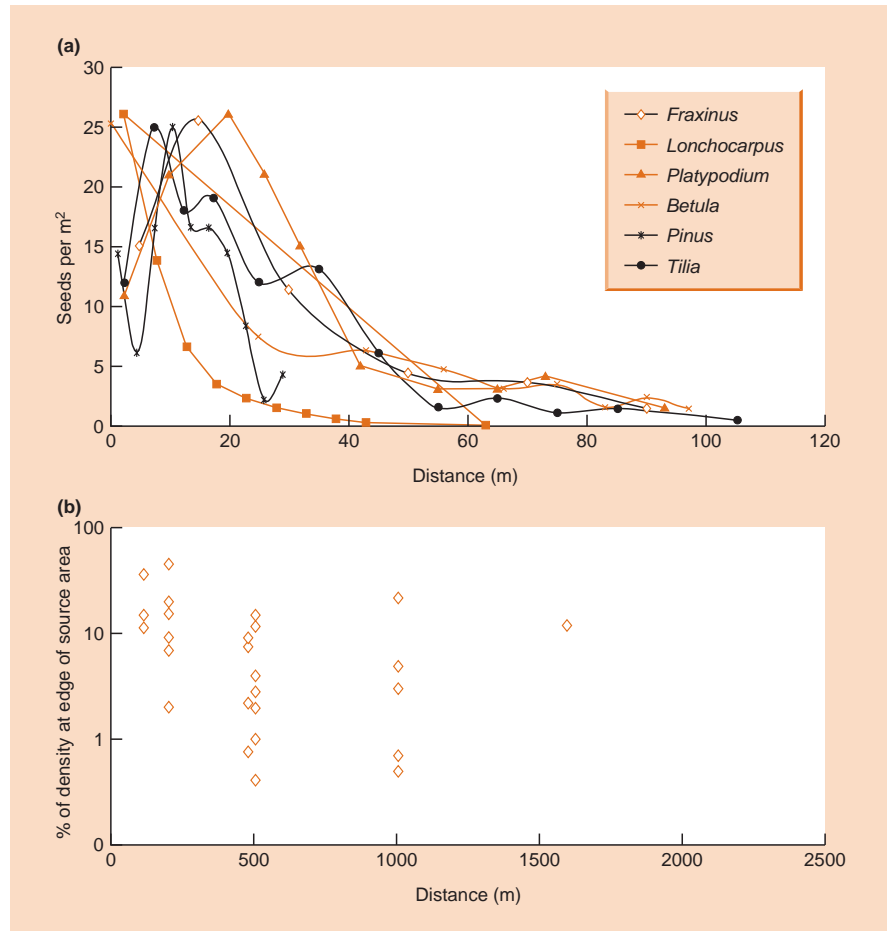 (a)
30
25
20
15
10
5
0
Seeds per m²
0 20 40 60 80 100 120
Distance (m)
Fraxinus
Lonchocarpus
Platypodium
Betula
Pinus
Tilia
(b)
100
10
1
0
% of density at edge of source area
0 500 1000 1500 2000 2500
Distance (m)